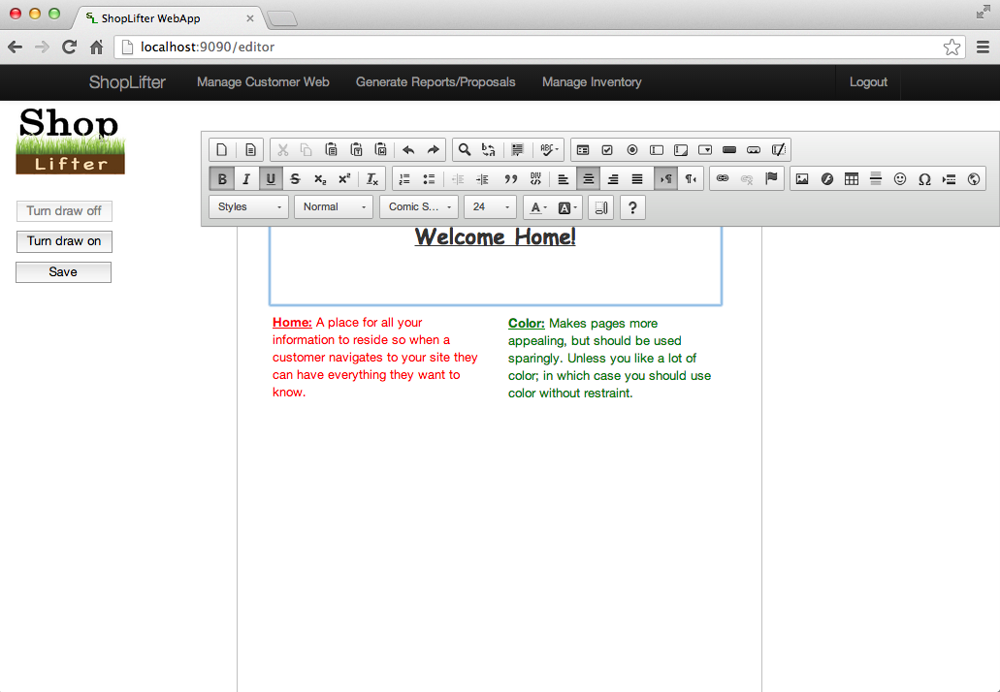 ShopLifter WebApp
localhost:9090/editor
ShopLifter
Manage Customer Web
Generate Reports/Proposals
Manage Inventory
Logout
Shop
Lifter
Turn draw off
Turn draw on
Save
Styles
Normal
Comic S...
24
Welcome Home!
Home: A place for all your
information to reside so when a
customer navigates to your site they
can have everything they want to
know.
Color: Makes pages more
appealing, but should be used
sparingly. Unless you like a lot of
color; in which case you should use
color without restraint.